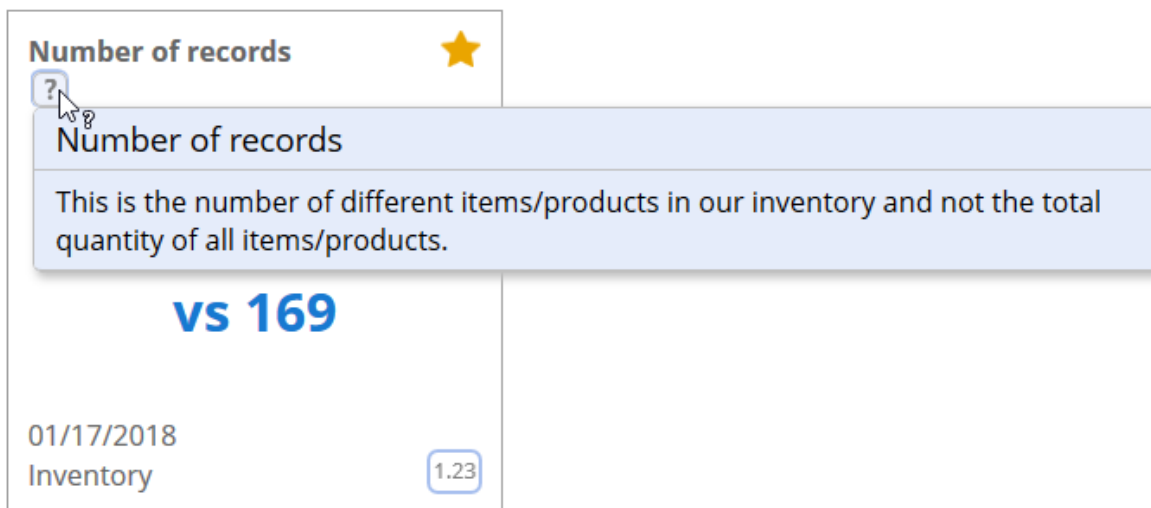 Number of records
?
Number of records
This is the number of different items/products in our inventory and not the total
quantity of all items/products.
vs 169
01/17/2018
Inventory
1.23